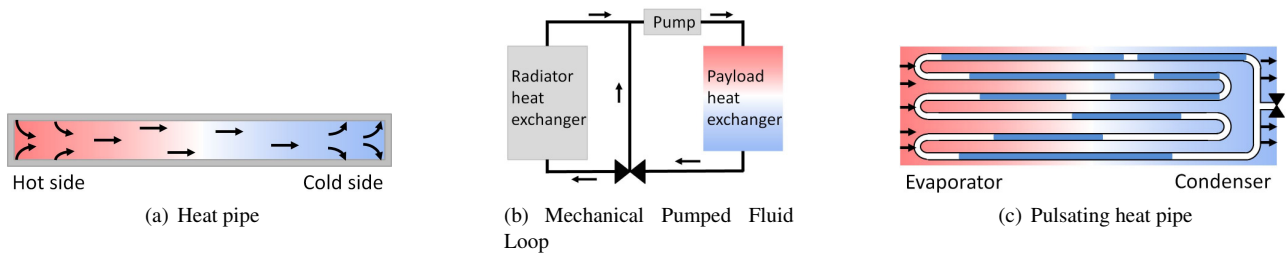 Hot side
Cold side
(a) Heat pipe
Pump
Radiator
heat
exchanger
Payload
heat
exchanger
(b) Mechanical Pumped Fluid
Loop
Evaporator
Condenser
(c) Pulsating heat pipe